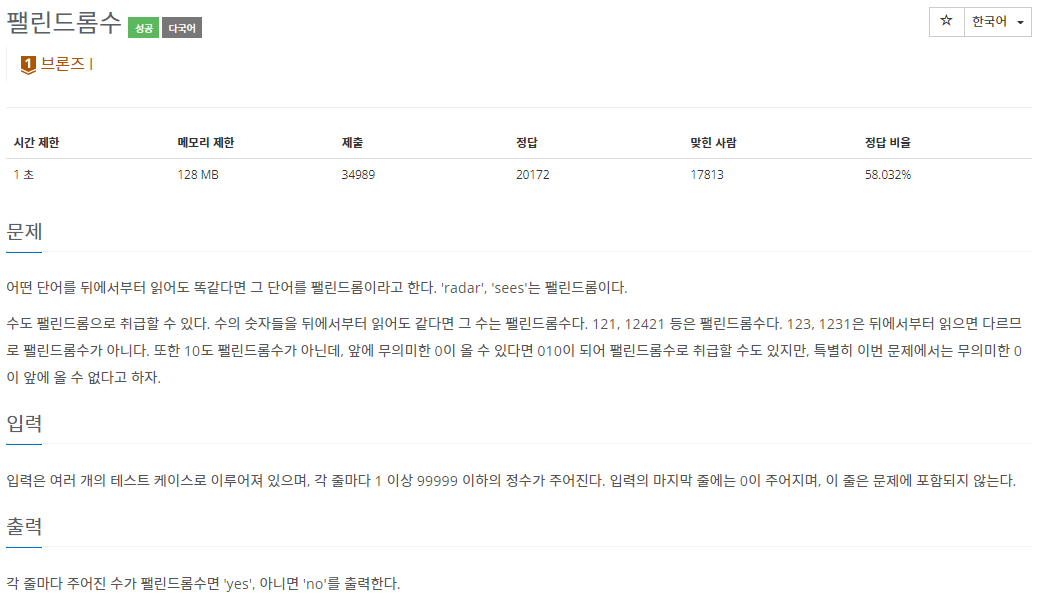 팰린드롬수 성공 다국어
☆ 한국어
1 브론즈 I
시간 제한 메모리 제한 제출 정답 맞힌 사람 정답 비율
1 초 128 MB 34989 20172 17813 58.032%
문제
어떤 단어를 뒤에서부터 읽어도 똑같다면 그 단어를 팰린드롬이라고 한다. 'radar', 'sees'는 팰린드롬이다.
수도 팰린드롬으로 취급할 수 있다. 수의 숫자들을 뒤에서부터 읽어도 같다면 그 수는 팰린드롬수다. 121, 12421 등은 팰린드롬수다. 123, 1231은 뒤에서부터 읽으면 다르므
로 팰린드롬수가 아니다. 또한 10도 팰린드롬수가 아닌데, 앞에 무의미한 0이 올 수 있다면 010이 되어 팰린드롬수로 취급할 수도 있지만, 특별히 이번 문제에서는 무의미한 0
이 앞에 올 수 없다고 하자.
입력
입력은 여러 개의 테스트 케이스로 이루어져 있으며, 각 줄마다 1 이상 99999 이하의 정수가 주어진다. 입력의 마지막 줄에는 0이 주어지며, 이 줄은 문제에 포함되지 않는다.
출력
각 줄마다 주어진 수가 팰린드롬수면 'yes', 아니면 'no'를 출력한다.